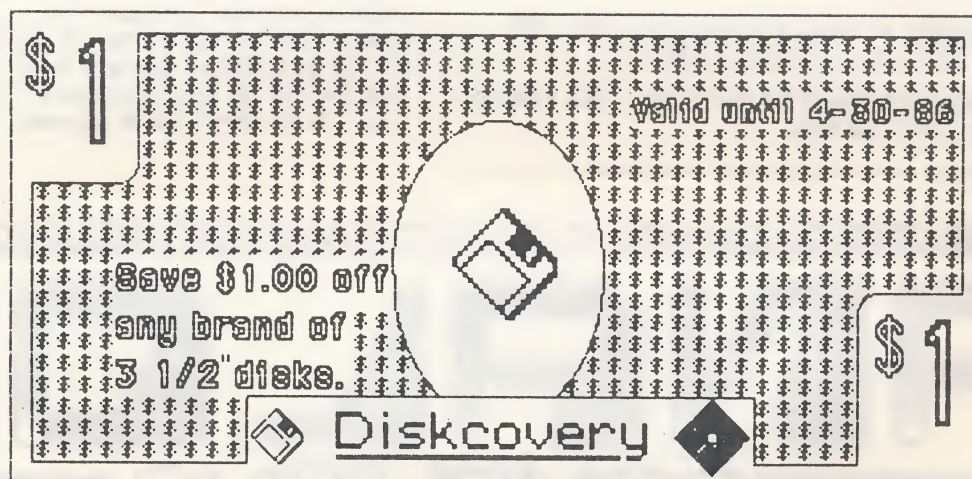 $1
Valid until 4-30-86
Save $1.00 off
any brand of
3 1/2" disks.
$1
Diskcovery